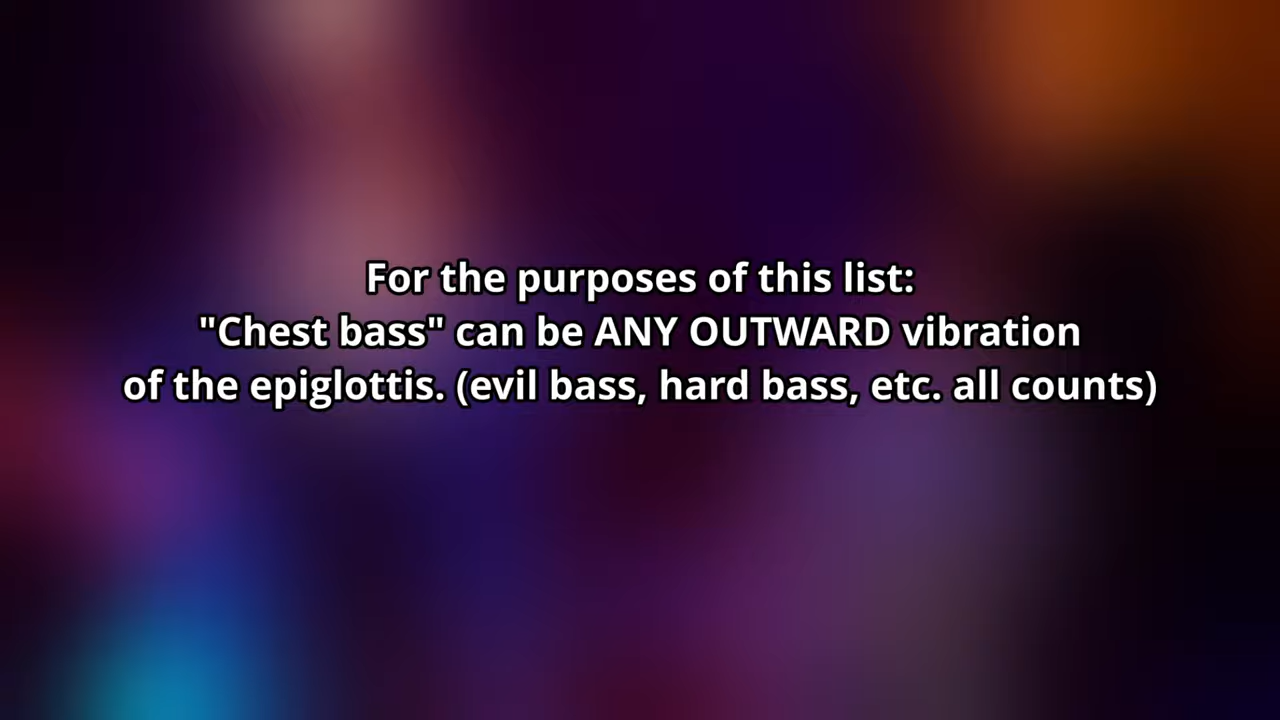 For the purposes of this list:
"Chest bass" can be ANY OUTWARD vibration
of the epiglottis. (evil bass, hard bass, etc. all counts)